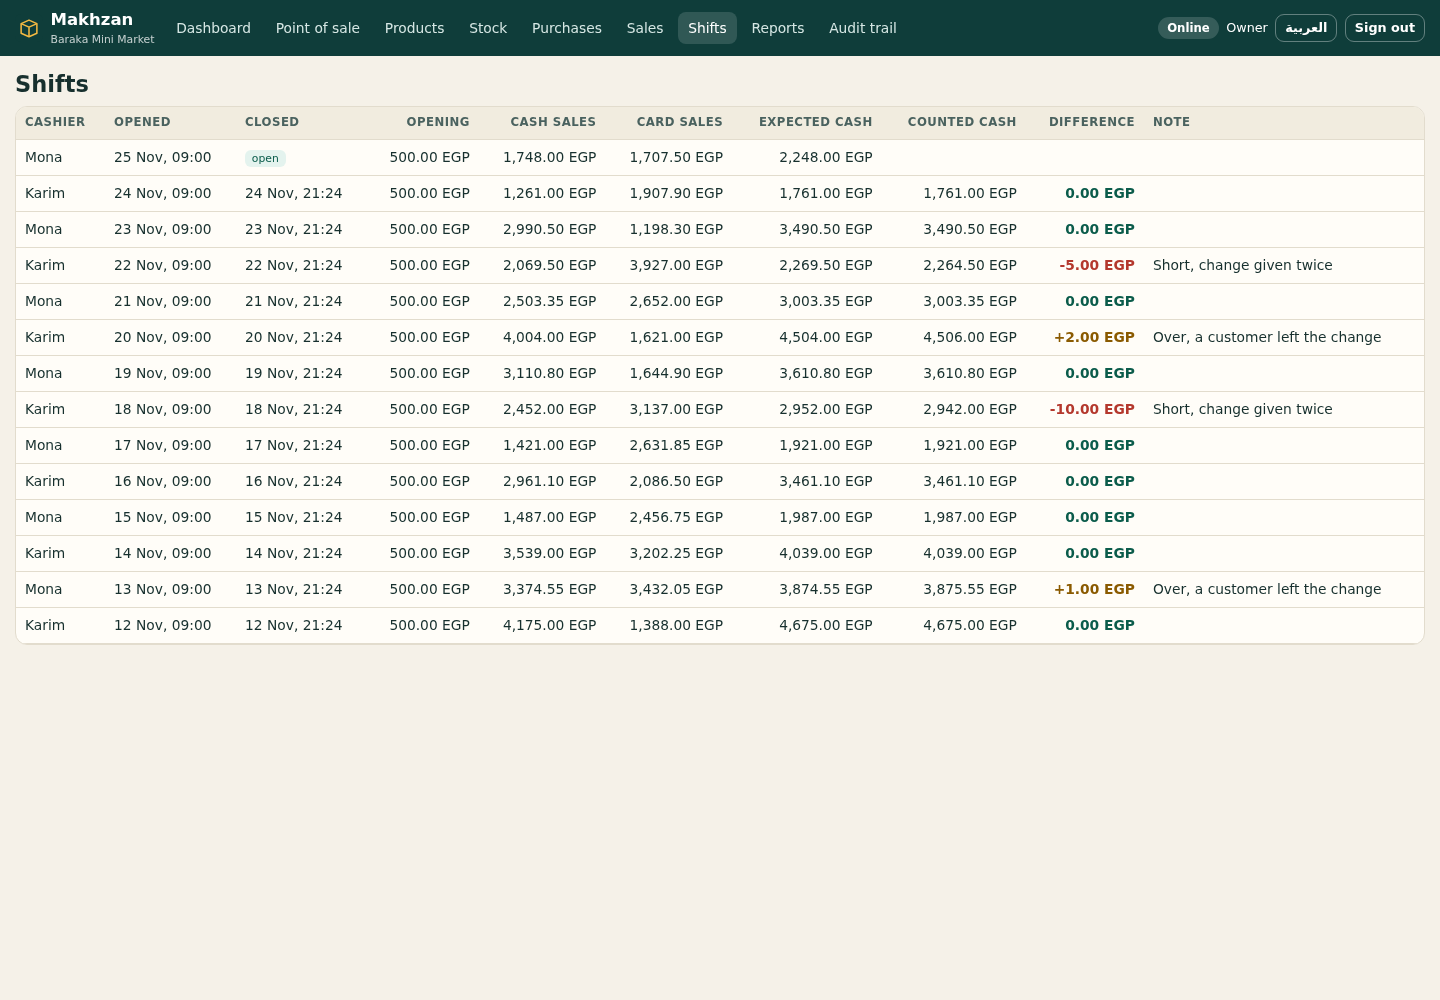 Makhzan
Baraka Mini Market
Dashboard Point of sale Products Stock Purchases Sales Shifts Reports Audit trail
Online Owner العربية Sign out
Shifts
CASHIER OPENED CLOSED OPENING CASH SALES CARD SALES EXPECTED CASH COUNTED CASH DIFFERENCE NOTE
Mona 25 Nov, 09:00 open 500.00 EGP 1,748.00 EGP 1,707.50 EGP 2,248.00 EGP
Karim 24 Nov, 09:00 24 Nov, 21:24 500.00 EGP 1,261.00 EGP 1,907.90 EGP 1,761.00 EGP 1,761.00 EGP 0.00 EGP
Mona 23 Nov, 09:00 23 Nov, 21:24 500.00 EGP 2,990.50 EGP 1,198.30 EGP 3,490.50 EGP 3,490.50 EGP 0.00 EGP
Karim 22 Nov, 09:00 22 Nov, 21:24 500.00 EGP 2,069.50 EGP 3,927.00 EGP 2,269.50 EGP 2,264.50 EGP -5.00 EGP Short, change given twice
Mona 21 Nov, 09:00 21 Nov, 21:24 500.00 EGP 2,503.35 EGP 2,652.00 EGP 3,003.35 EGP 3,003.35 EGP 0.00 EGP
Karim 20 Nov, 09:00 20 Nov, 21:24 500.00 EGP 4,004.00 EGP 1,621.00 EGP 4,504.00 EGP 4,506.00 EGP +2.00 EGP Over, a customer left the change
Mona 19 Nov, 09:00 19 Nov, 21:24 500.00 EGP 3,110.80 EGP 1,644.90 EGP 3,610.80 EGP 3,610.80 EGP 0.00 EGP
Karim 18 Nov, 09:00 18 Nov, 21:24 500.00 EGP 2,452.00 EGP 3,137.00 EGP 2,952.00 EGP 2,942.00 EGP -10.00 EGP Short, change given twice
Mona 17 Nov, 09:00 17 Nov, 21:24 500.00 EGP 1,421.00 EGP 2,631.85 EGP 1,921.00 EGP 1,921.00 EGP 0.00 EGP
Karim 16 Nov, 09:00 16 Nov, 21:24 500.00 EGP 2,961.10 EGP 2,086.50 EGP 3,461.10 EGP 3,461.10 EGP 0.00 EGP
Mona 15 Nov, 09:00 15 Nov, 21:24 500.00 EGP 1,487.00 EGP 2,456.75 EGP 1,987.00 EGP 1,987.00 EGP 0.00 EGP
Karim 14 Nov, 09:00 14 Nov, 21:24 500.00 EGP 3,539.00 EGP 3,202.25 EGP 4,039.00 EGP 4,039.00 EGP 0.00 EGP
Mona 13 Nov, 09:00 13 Nov, 21:24 500.00 EGP 3,374.55 EGP 3,432.05 EGP 3,874.55 EGP 3,875.55 EGP +1.00 EGP Over, a customer left the change
Karim 12 Nov, 09:00 12 Nov, 21:24 500.00 EGP 4,175.00 EGP 1,388.00 EGP 4,675.00 EGP 4,675.00 EGP 0.00 EGP